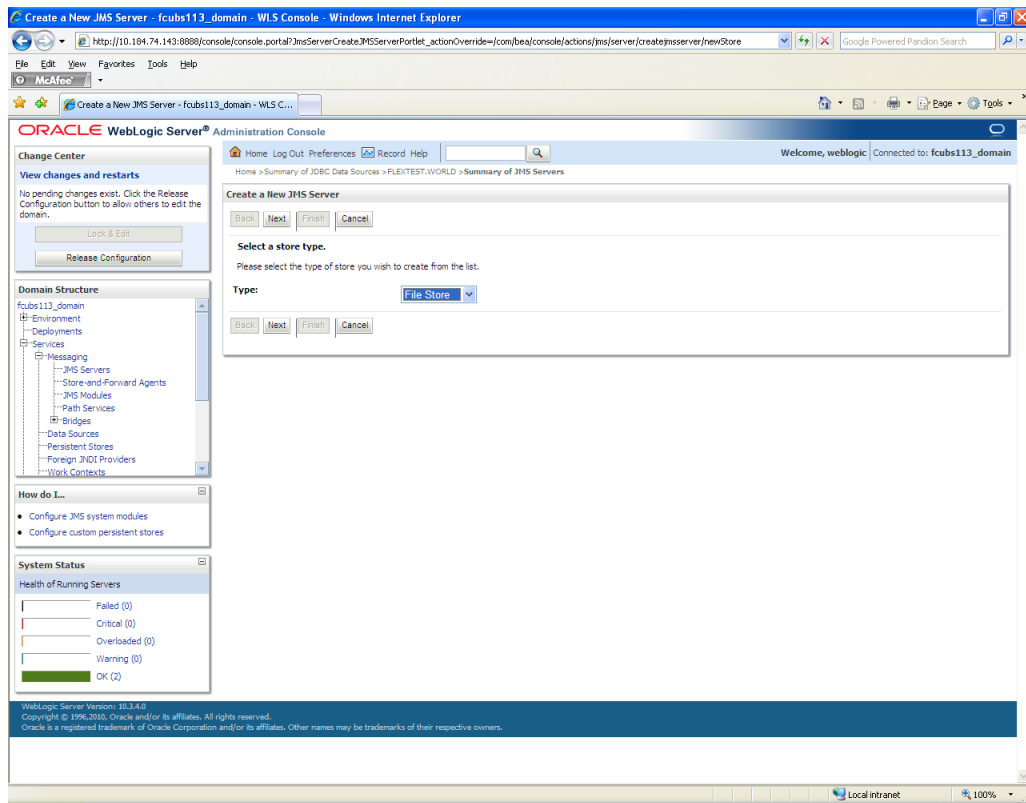 Create a New JMS Server - fcubs113_domain - WLS Console - Windows Internet Explorer
http://10.184.74.143:8888/console/console.portal?JmsServerCreateJMSServerPortlet_actionOverride=/com/bea/console/actions/jms/server/createjmsserver/newStore
Google Powered Pandion Search
File Edit View Favorites Tools Help
McAfee
Create a New JMS Server - fcubs113_domain - WLS C...
Page Tools
ORACLE WebLogic Server® Administration Console
Change Center
View changes and restarts
No pending changes exist. Click the Release
Configuration button to allow others to edit the
domain.
Lock & Edit
Release Configuration
Domain Structure
fcubs113_domain
Environment
Deployments
Services
Messaging
JMS Servers
Store-and-Forward Agents
JMS Modules
Path Services
Bridges
Data Sources
Persistent Stores
Foreign JNDI Providers
Work Contexts
How do I...
Configure JMS system modules
Configure custom persistent stores
System Status
Health of Running Servers
Failed (0)
Critical (0)
Overloaded (0)
Warning (0)
OK (2)
Home Log Out Preferences Record Help
Welcome, weblogic Connected to: fcubs113_domain
Home >Summary of JDBC Data Sources >FLEXTEST.WORLD >Summary of JMS Servers
Create a New JMS Server
Back Next Finish Cancel
Select a store type.
Please select the type of store you wish to create from the list.
Type: File Store
Back Next Finish Cancel
WebLogic Server Version: 10.3.4.0
Copyright © 1996,2010, Oracle and/or its affiliates. All rights reserved.
Oracle is a registered trademark of Oracle Corporation and/or its affiliates. Other names may be trademarks of their respective owners.
Local intranet
100%